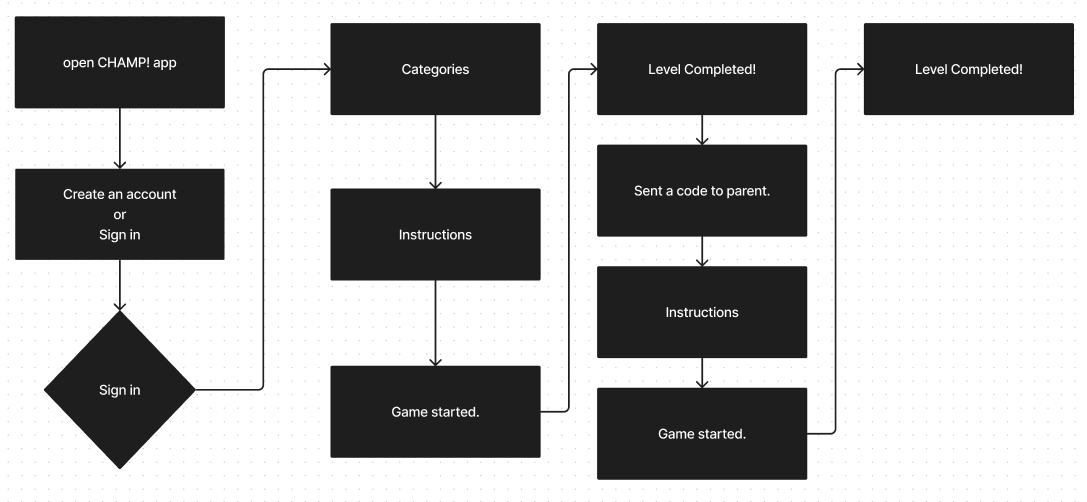 open CHAMP! app
Create an account
or
Sign in
Sign in
Categories
Instructions
Game started.
Level Completed!
Sent a code to parent.
Instructions
Game started.
Level Completed!